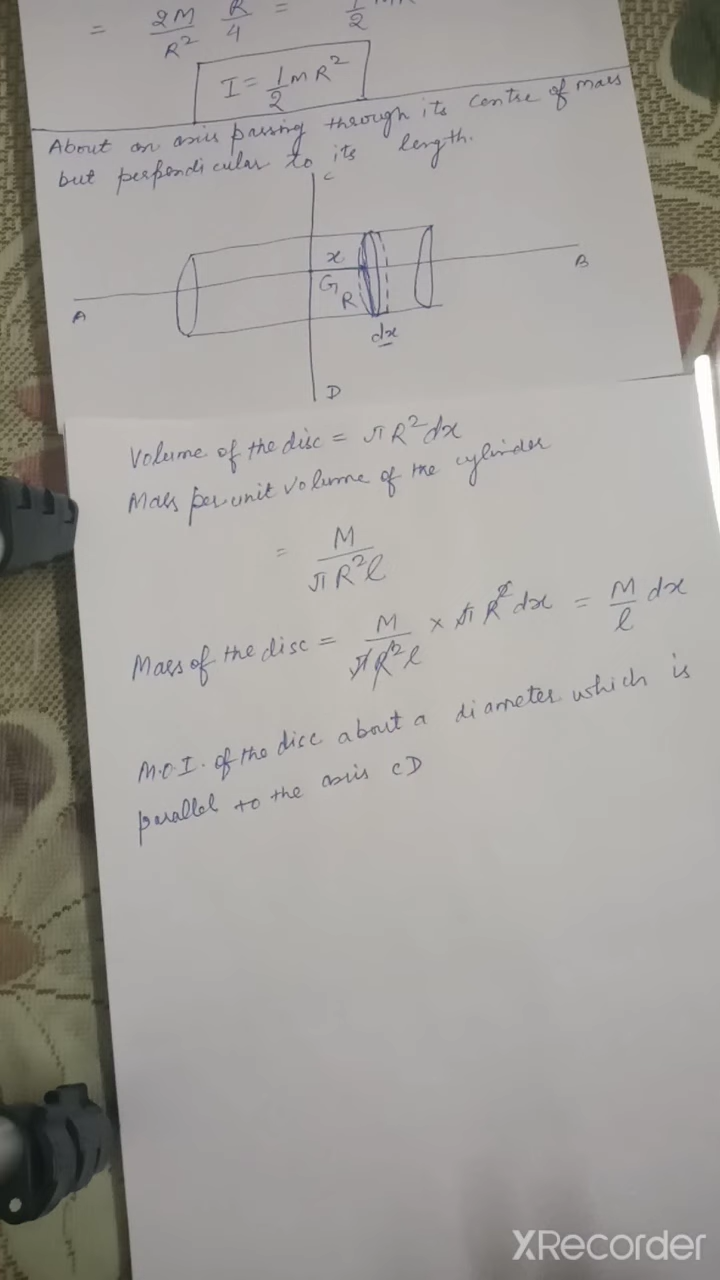 = 2M/R² R/4 = 1/2
I = 1/2 MR²
About an axis passing through its centre of mass
but perpendicular to its length.
C
x
G
R
A
B
dx
D
Volume of the disc = πR²dx
Mass per unit volume of the cylinder
= M/πR²l
Mass of the disc = M/πR²l × πR²dx = M/l dx
M.O.I. of the disc about a diameter which is
parallel to the axis CD
XRecorder